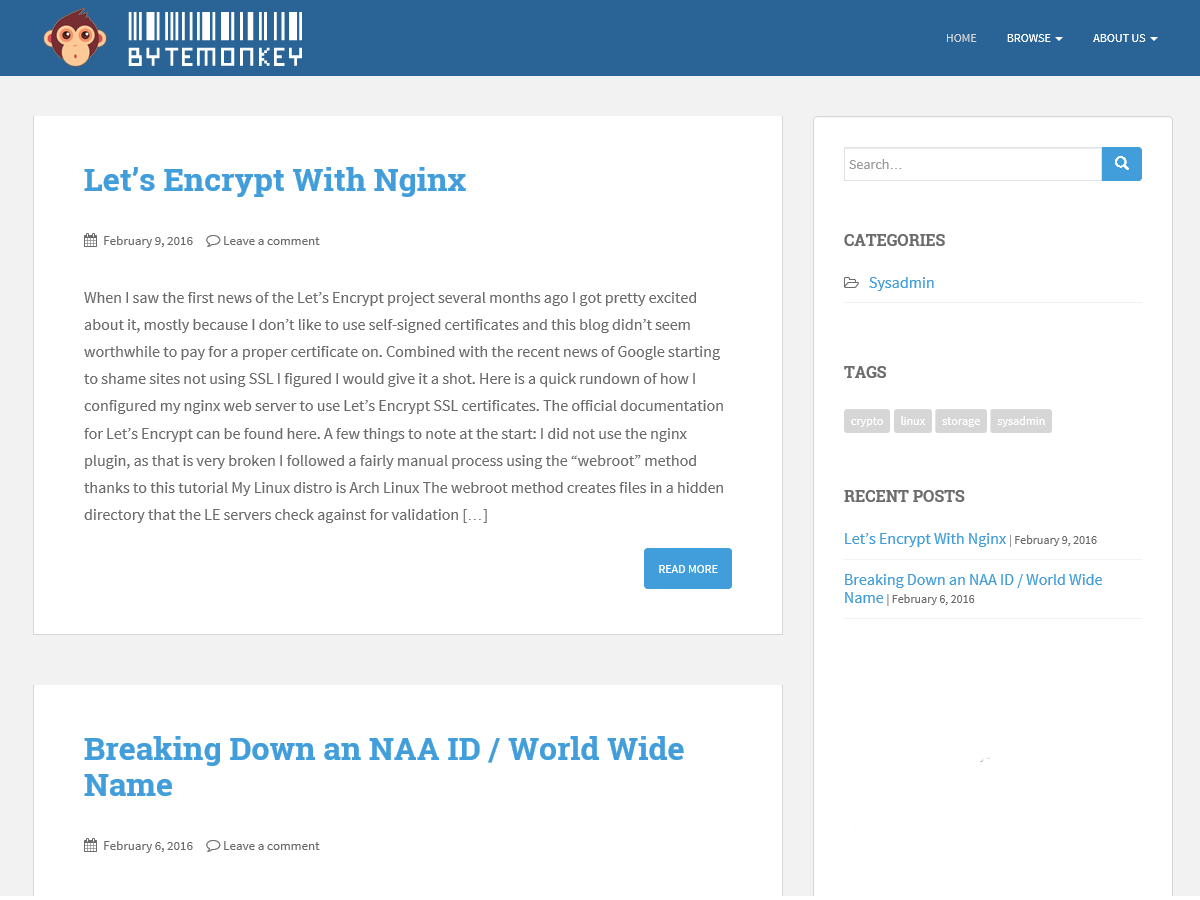 BYTEMONKEY
HOME
BROWSE
ABOUT US
Let’s Encrypt With Nginx
February 9, 2016 Leave a comment
When I saw the first news of the Let’s Encrypt project several months ago I got pretty excited
about it, mostly because I don’t like to use self-signed certificates and this blog didn’t seem
worthwhile to pay for a proper certificate on. Combined with the recent news of Google starting
to shame sites not using SSL I figured I would give it a shot. Here is a quick rundown of how I
configured my nginx web server to use Let’s Encrypt SSL certificates. The official documentation
for Let’s Encrypt can be found here. A few things to note at the start: I did not use the nginx
plugin, as that is very broken I followed a fairly manual process using the “webroot” method
thanks to this tutorial My Linux distro is Arch Linux The webroot method creates files in a hidden
directory that the LE servers check against for validation […]
READ MORE
Breaking Down an NAA ID / World Wide
Name
February 6, 2016 Leave a comment
Search…
CATEGORIES
Sysadmin
TAGS
crypto linux storage sysadmin
RECENT POSTS
Let’s Encrypt With Nginx | February 9, 2016
Breaking Down an NAA ID / World Wide
Name | February 6, 2016